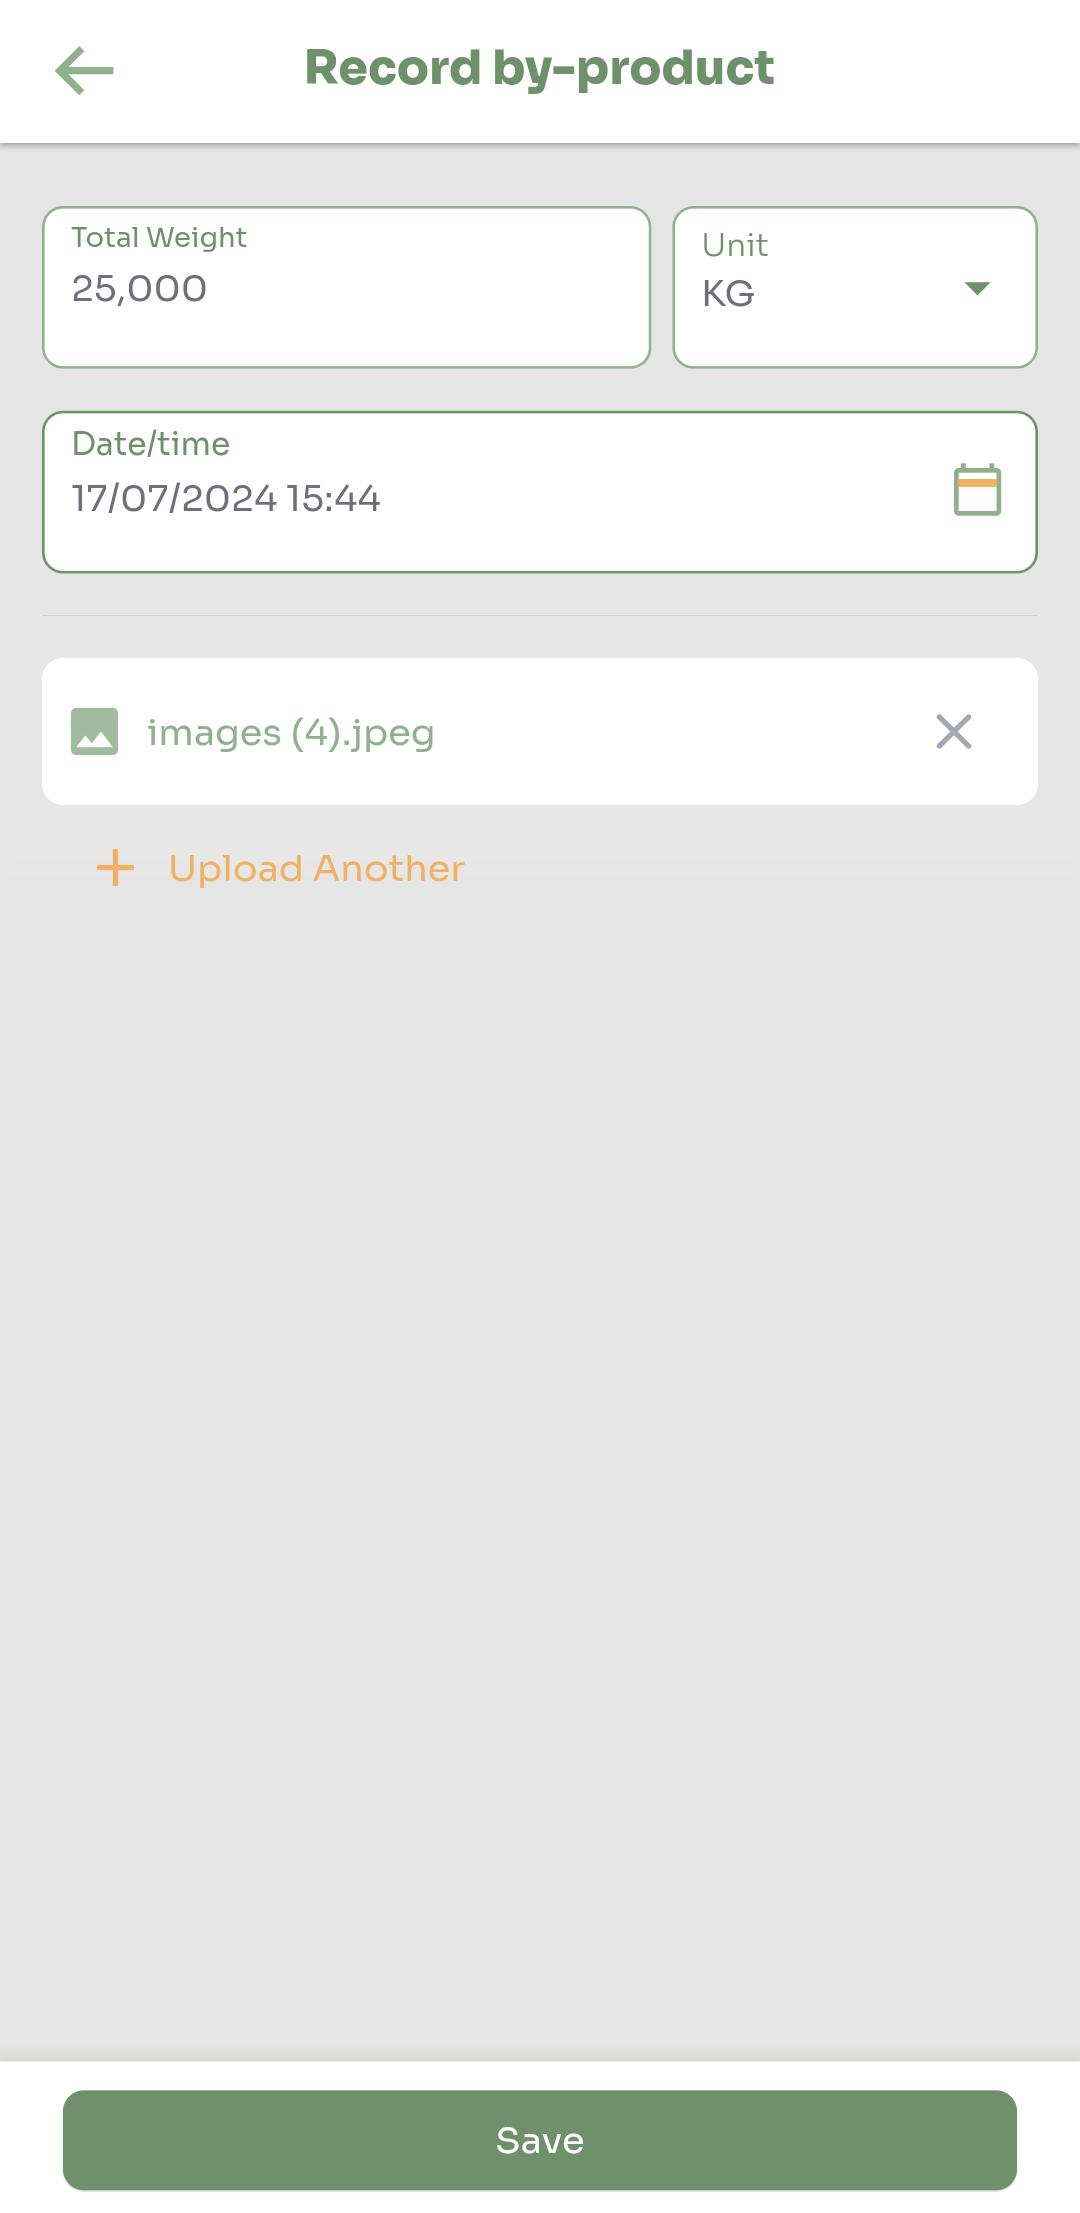 Record by-product
Total Weight
25,000
Unit
KG
Date/time
17/07/2024 15:44
images (4).jpeg
Upload Another
Save